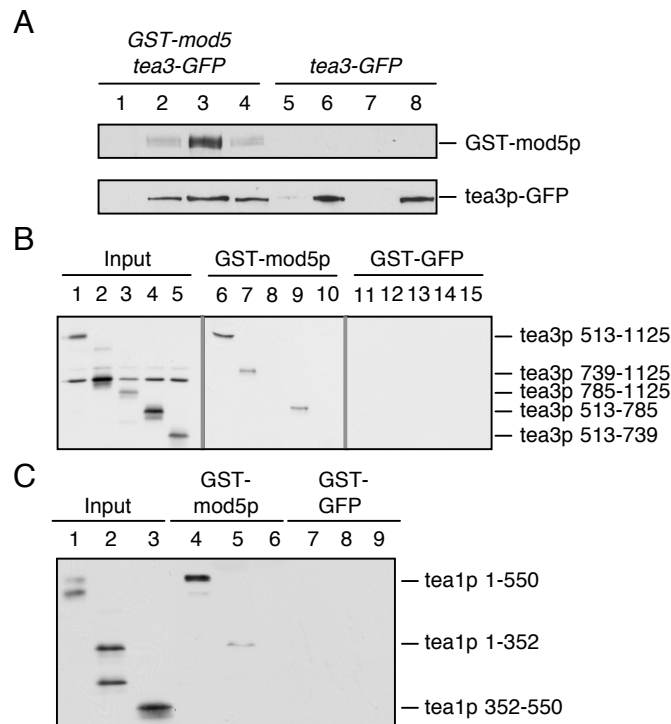 A
GST-mod5
tea3-GFP tea3-GFP
1 2 3 4 5 6 7 8
GST-mod5p
tea3p-GFP
B
Input GST-mod5p GST-GFP
1 2 3 4 5 6 7 8 9 10 11 12 13 14 15
tea3p 513-1125
tea3p 739-1125
tea3p 785-1125
tea3p 513-785
tea3p 513-739
C
Input GST-mod5p GST-GFP
1 2 3 4 5 6 7 8 9
tea1p 1-550
tea1p 1-352
tea1p 352-550